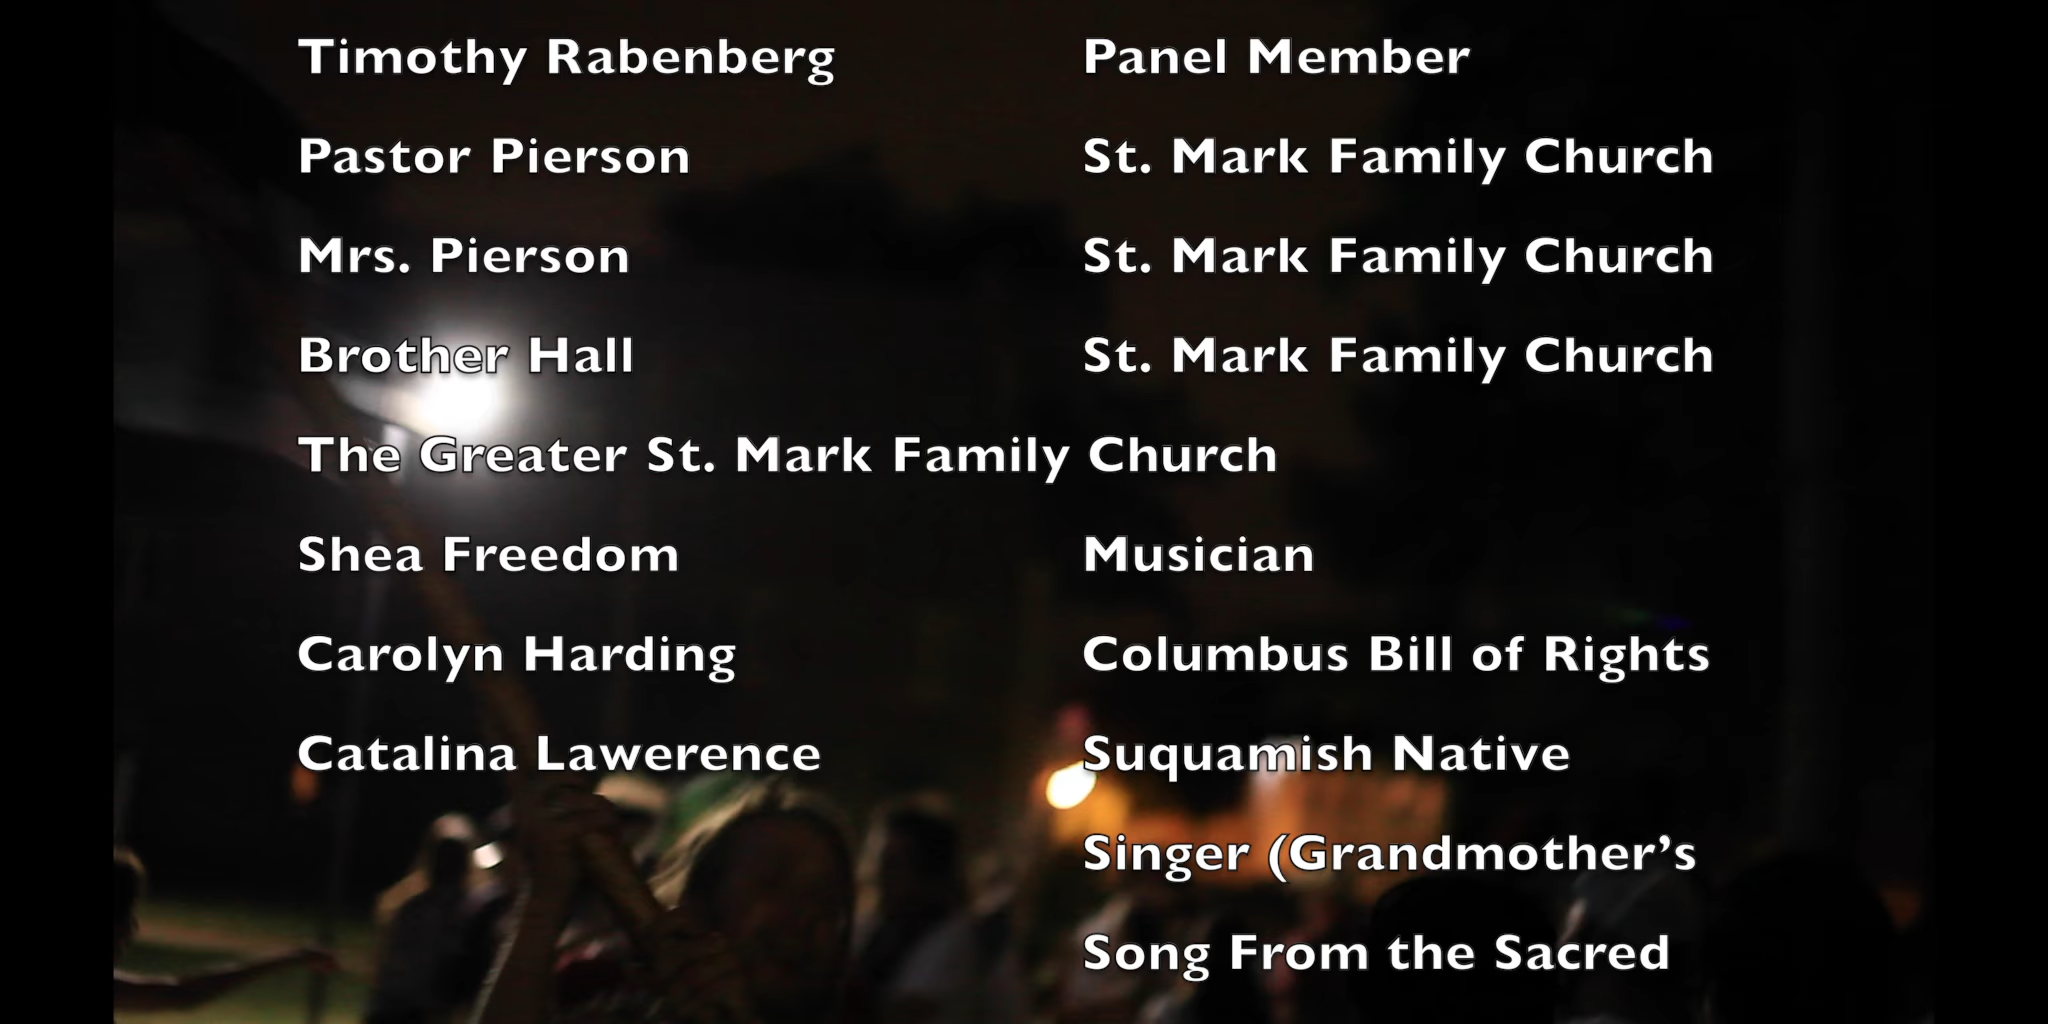 Timothy Rabenberg Panel Member
Pastor Pierson St. Mark Family Church
Mrs. Pierson St. Mark Family Church
Brother Hall St. Mark Family Church
The Greater St. Mark Family Church
Shea Freedom Musician
Carolyn Harding Columbus Bill of Rights
Catalina Lawerence Suquamish Native
Singer (Grandmother’s
Song From the Sacred